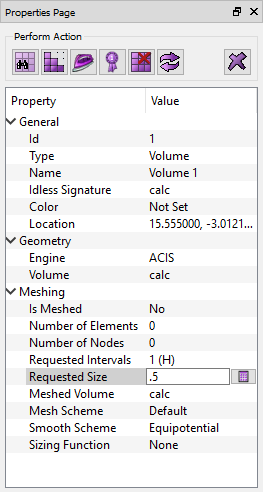 Properties Page
Perform Action
Property Value
General
Id 1
Type Volume
Name Volume 1
Idless Signature calc
Color Not Set
Location 15.555000, -3.0121...
Geometry
Engine ACIS
Volume calc
Meshing
Is Meshed No
Number of Elements 0
Number of Nodes 0
Requested Intervals 1 (H)
Requested Size .5
Meshed Volume calc
Mesh Scheme Default
Smooth Scheme Equipotential
Sizing Function None